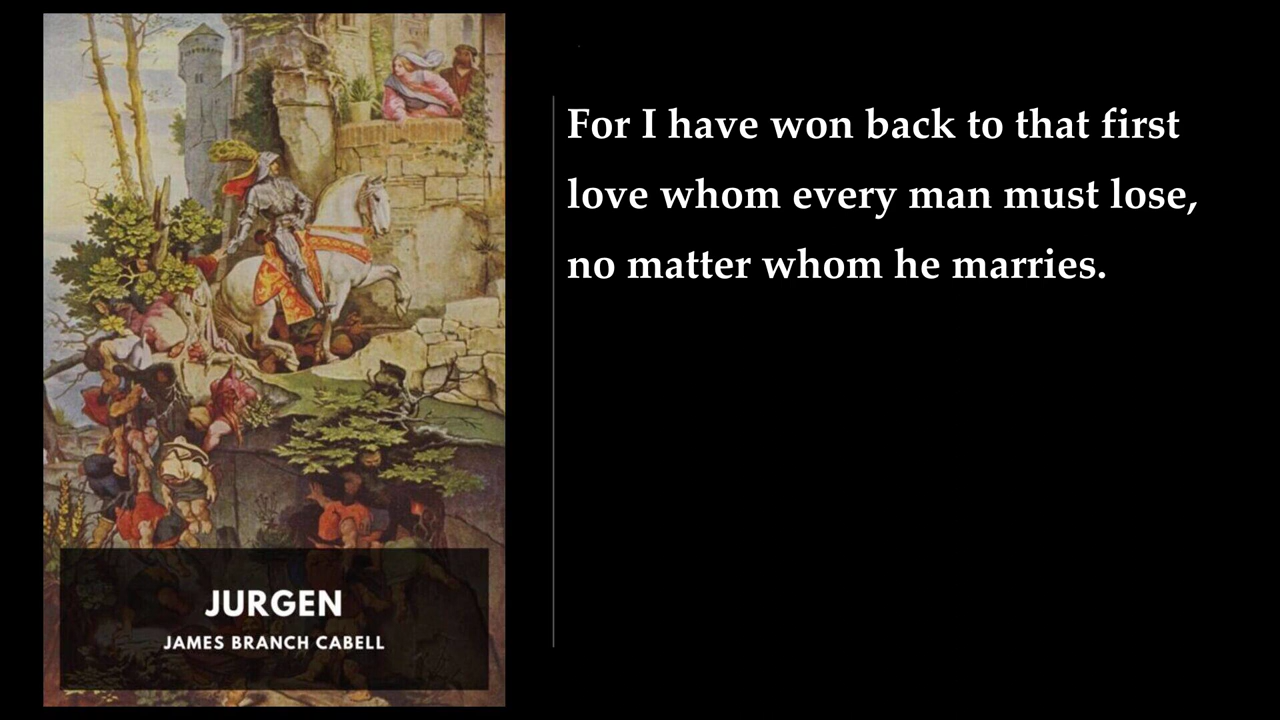 JURGEN
JAMES BRANCH CABELL
For I have won back to that first
love whom every man must lose,
no matter whom he marries.